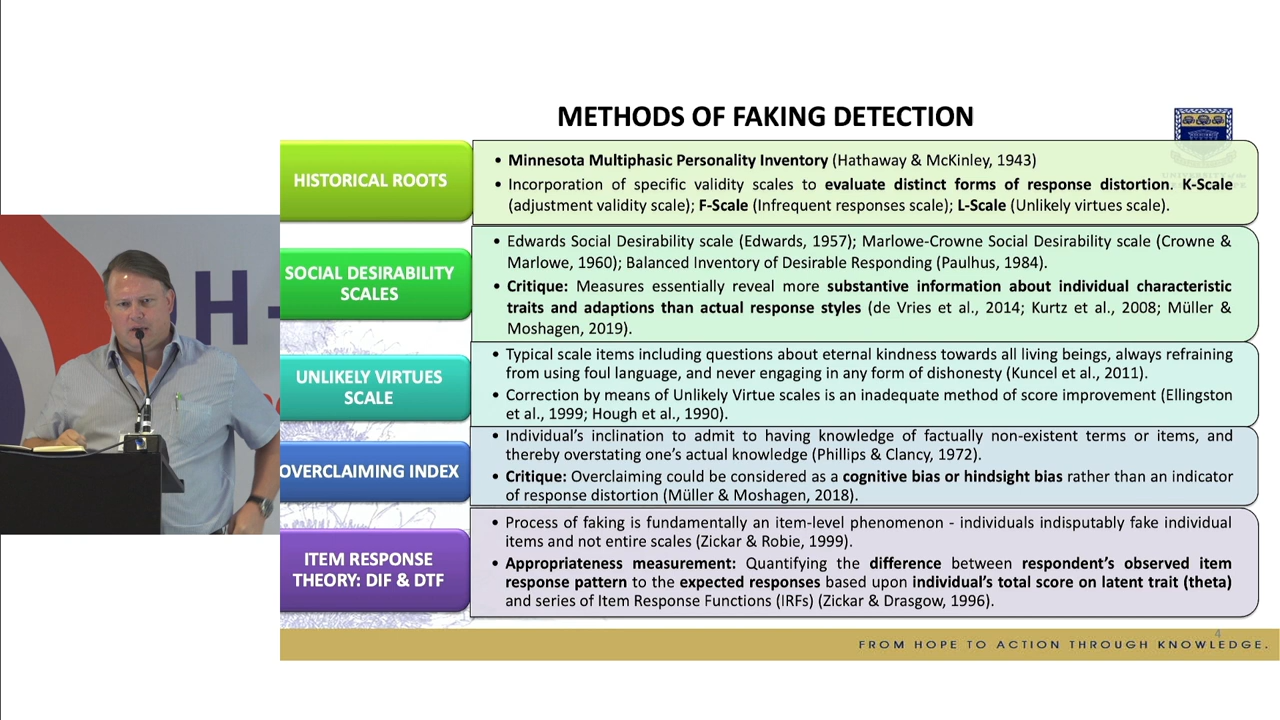 METHODS OF FAKING DETECTION
HISTORICAL ROOTS
• Minnesota Multiphasic Personality Inventory (Hathaway & McKinley, 1943)
• Incorporation of specific validity scales to evaluate distinct forms of response distortion. K-Scale
(adjustment validity scale); F-Scale (Infrequent responses scale); L-Scale (Unlikely virtues scale).
SOCIAL DESIRABILITY
SCALES
• Edwards Social Desirability scale (Edwards, 1957); Marlowe-Crowne Social Desirability scale (Crowne &
Marlowe, 1960); Balanced Inventory of Desirable Responding (Paulhus, 1984).
• Critique: Measures essentially reveal more substantive information about individual characteristic
traits and adaptions than actual response styles (de Vries et al., 2014; Kurtz et al., 2008; Müller &
Moshagen, 2019).
UNLIKELY VIRTUES
SCALE
• Typical scale items including questions about eternal kindness towards all living beings, always refraining
from using foul language, and never engaging in any form of dishonesty (Kuncel et al., 2011).
• Correction by means of Unlikely Virtue scales is an inadequate method of score improvement (Ellingston
et al., 1999; Hough et al., 1990).
OVERCLAIMING INDEX
• Individual's inclination to admit to having knowledge of factually non-existent terms or items, and
thereby overstating one's actual knowledge (Phillips & Clancy, 1972).
• Critique: Overclaiming could be considered as a cognitive bias or hindsight bias rather than an indicator
of response distortion (Müller & Moshagen, 2018).
ITEM RESPONSE
THEORY: DIF & DTF
• Process of faking is fundamentally an item-level phenomenon - individuals indisputably fake individual
items and not entire scales (Zickar & Robie, 1999).
• Appropriateness measurement: Quantifying the difference between respondent's observed item
response pattern to the expected responses based upon individual's total score on latent trait (theta)
and series of Item Response Functions (IRFs) (Zickar & Drasgow, 1996).
4
FROM HOPE TO ACTION THROUGH KNOWLEDGE.
H-